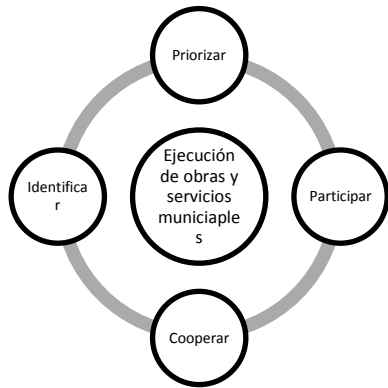 Priorizar
Ejecución
de obras y
servicios
municiaple
s
Identifica
r
Participar
Cooperar